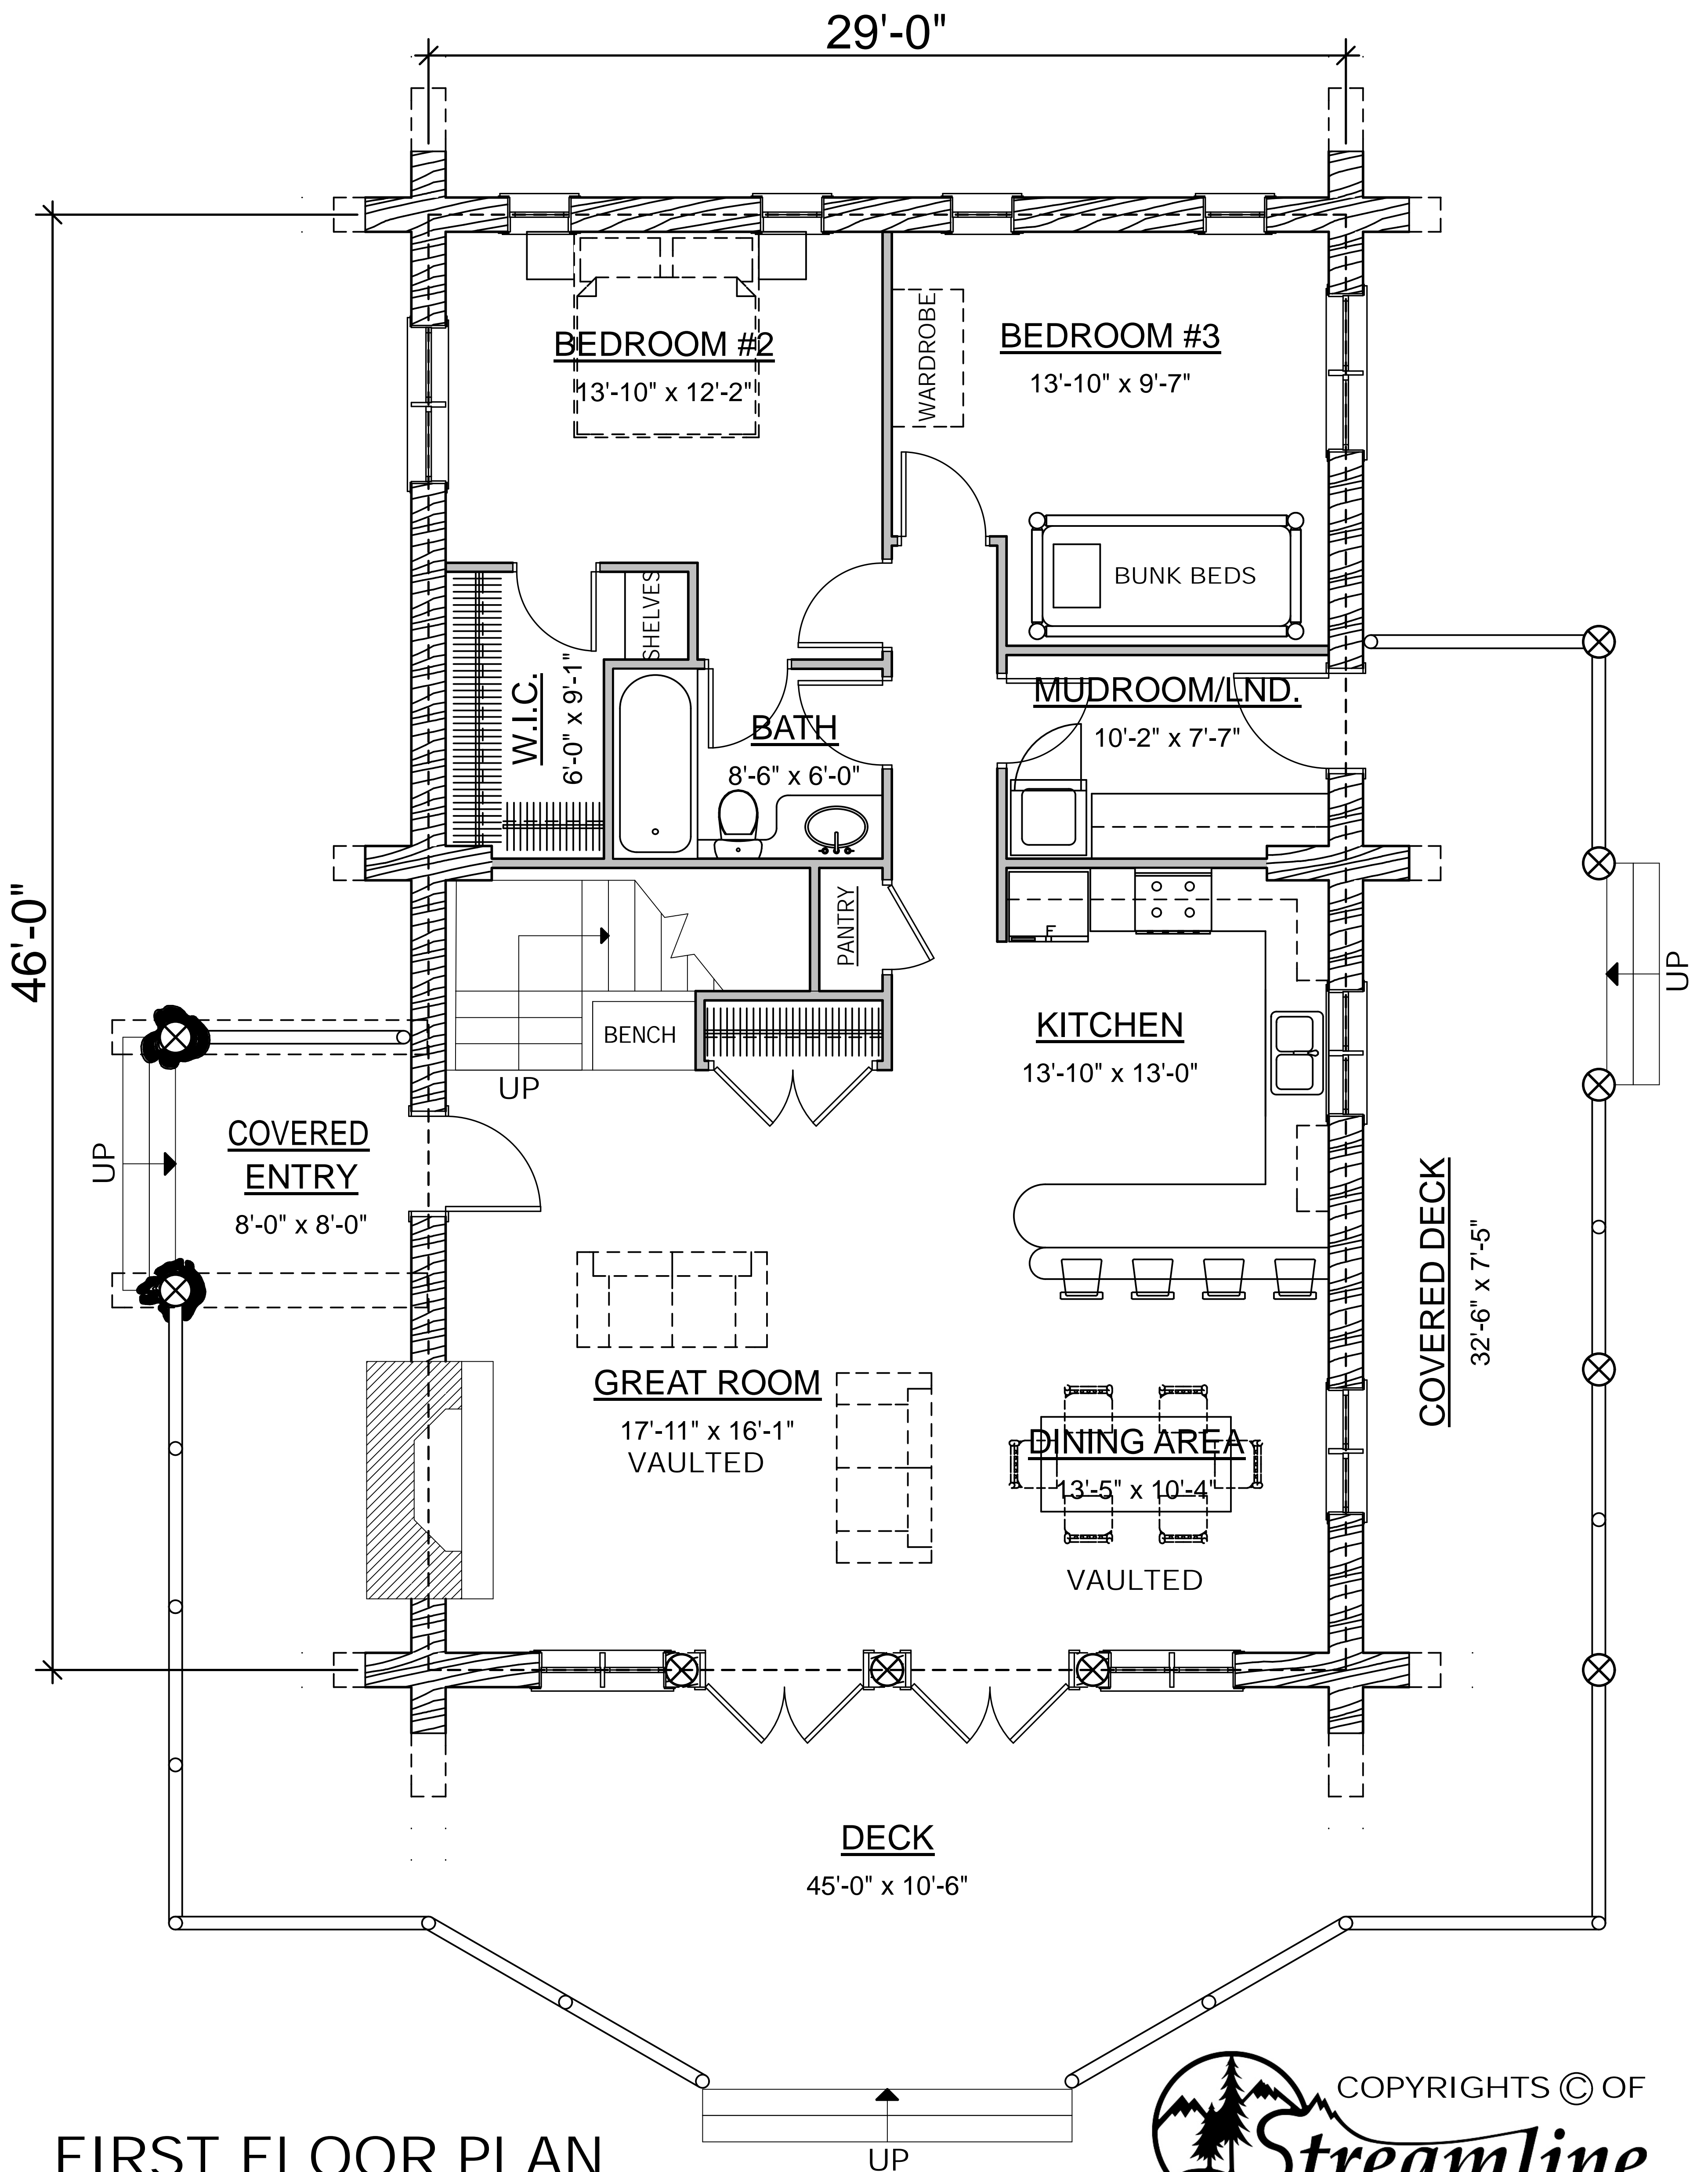 29'-0"
46'-0"
BEDROOM #2
13'-10" x 12'-2"
WARDROBE
BEDROOM #3
13'-10" x 9'-7"
BUNK BEDS
SHELVES
W.I.C.
6'-0" x 9'-1"
BATH
8'-6" x 6'-0"
MUDROOM/LND.
10'-2" x 7'-7"
PANTRY
F
BENCH
UP
KITCHEN
13'-10" x 13'-0"
UP
COVERED
ENTRY
8'-0" x 8'-0"
UP
COVERED DECK
32'-6" x 7'-5"
GREAT ROOM
17'-11" x 16'-1"
VAULTED
DINING AREA
13'-5" x 10'-4"
VAULTED
DECK
45'-0" x 10'-6"
UP
FIRST FLOOR PLAN
COPYRIGHTS © OF
Streamline